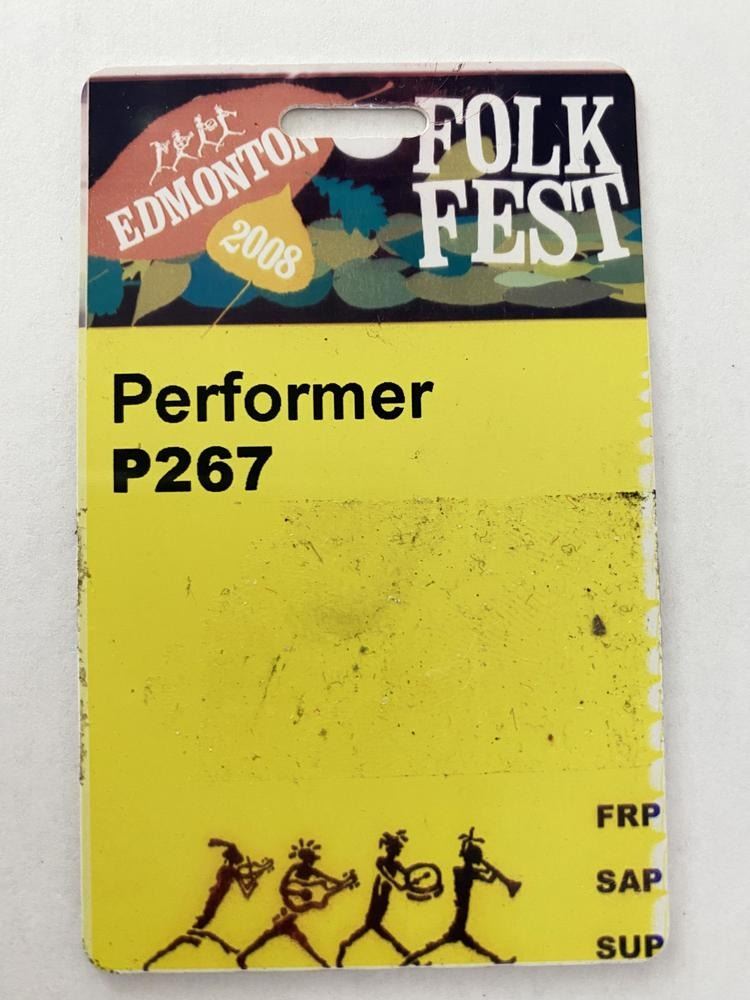 EDMONTON
2008
FOLK
FEST
Performer
P267
FRP
SAP
SUP